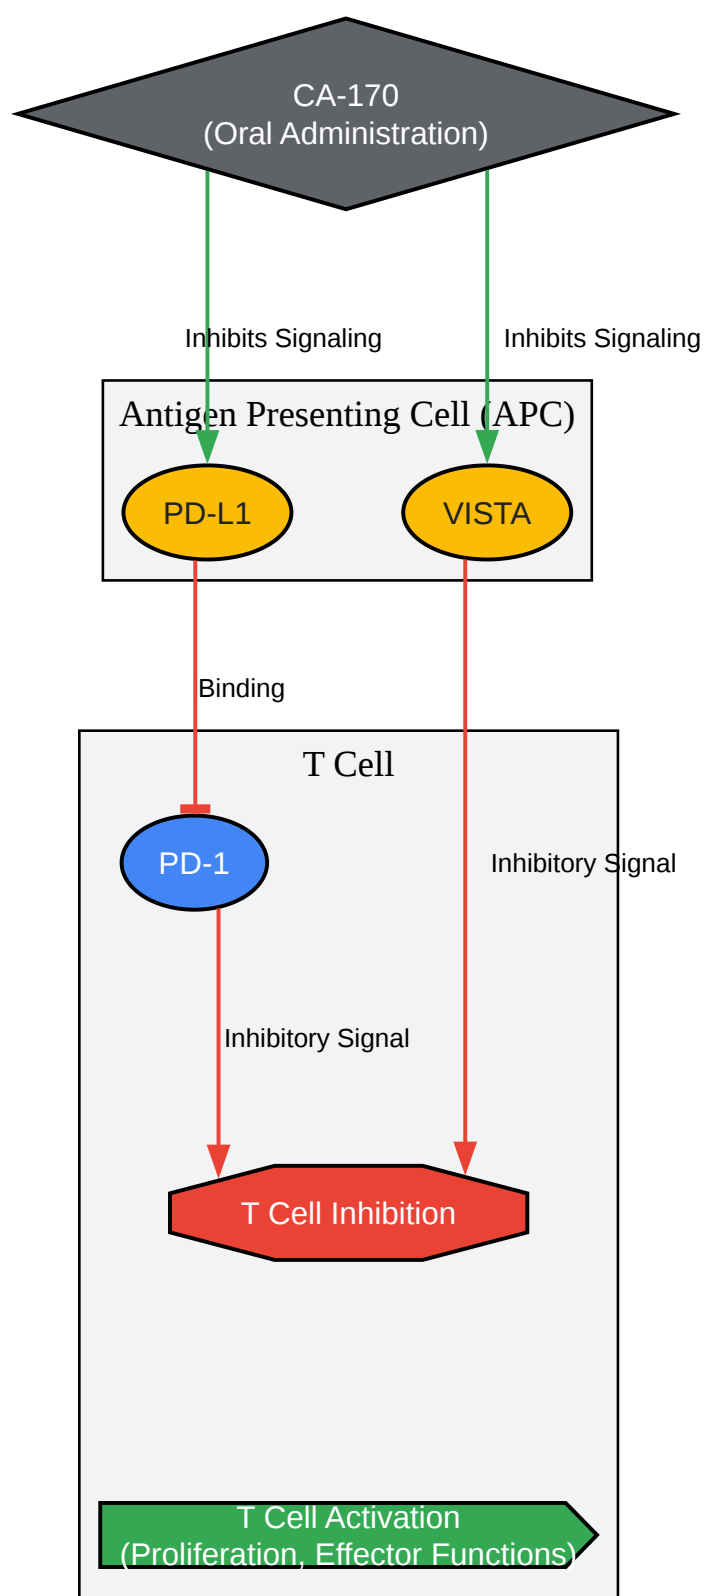 CA-170
(Oral Administration)
Inhibits Signaling
Inhibits Signaling
Antigen Presenting Cell (APC)
PD-L1
VISTA
Binding
T Cell
PD-1
Inhibitory Signal
Inhibitory Signal
T Cell Inhibition
T Cell Activation
(Proliferation, Effector Functions)